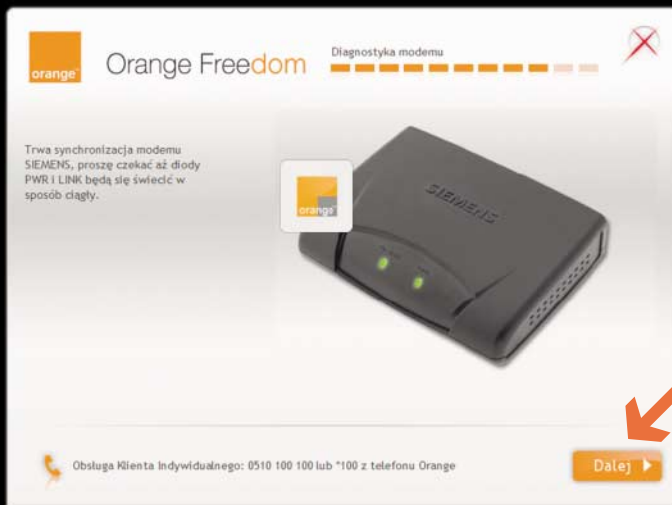 orange
Orange Freedom
Diagnostyka modemu
Trwa synchronizacja modemu
SIEMENS, proszę czekać aż diody
PWR i LINK będą się świecić w
sposób ciągły.
orange
SIEMENS
Obsługa Klienta Indywidualnego: 0510 100 100 lub *100 z telefonu Orange
Dalej